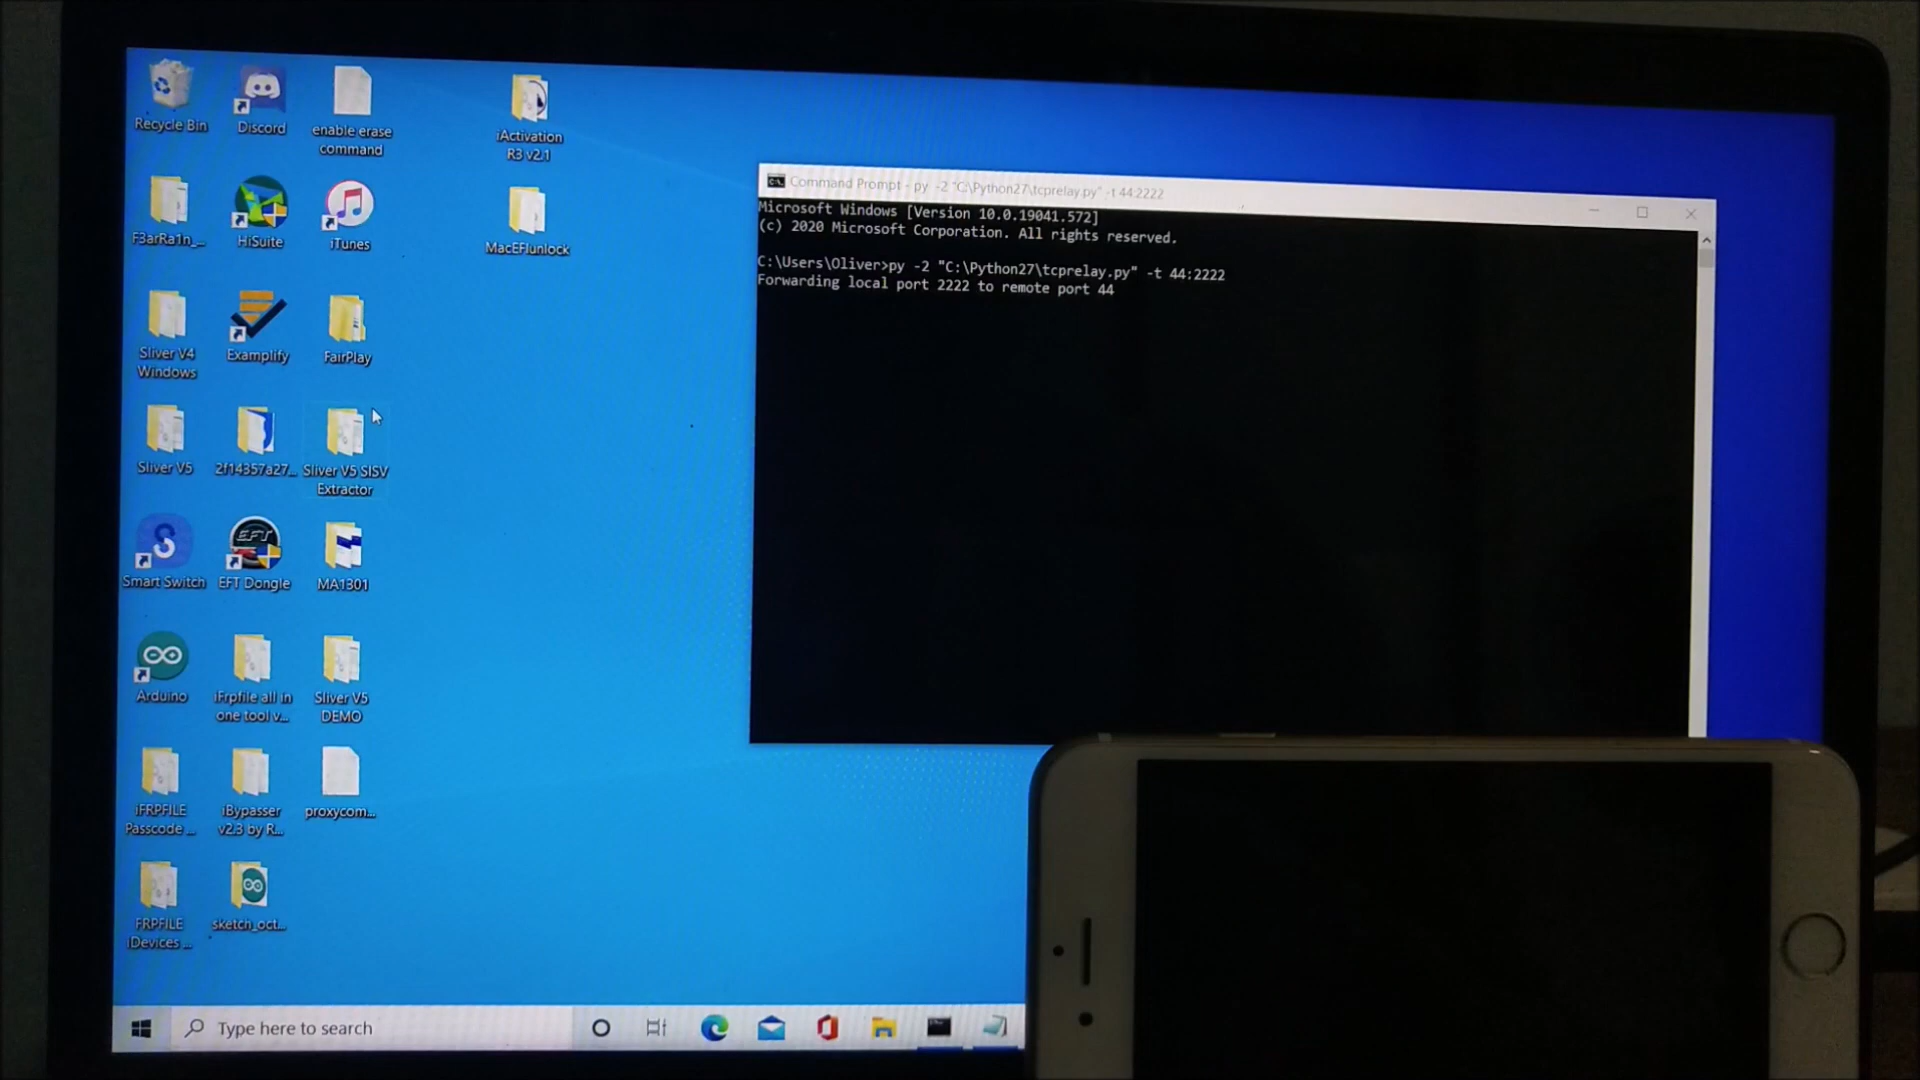 Recycle Bin
Discord
enable erase
command
iActivation
R3 v2.1
F3arRa1n_...
HiSuite
iTunes
MacEFIunlock
Sliver V4
Windows
Examplify
FairPlay
Sliver V5
2f14357a27...
Sliver V5 SISV
Extractor
Smart Switch
EFT
EFT Dongle
MA1301
Arduino
iFrpfile all in
one tool v...
Sliver V5
DEMO
iFRPFILE
Passcode ...
iBypasser
v2.3 by R...
proxycom...
FRPFILE
iDevices ...
sketch_oct...
Command Prompt - py -2 "C:\Python27\tcprelay.py" -t 44:2222
Microsoft Windows [Version 10.0.19041.572]
(c) 2020 Microsoft Corporation. All rights reserved.
C:\Users\Oliver>py -2 "C:\Python27\tcprelay.py" -t 44:2222
Forwarding local port 2222 to remote port 44
Type here to search